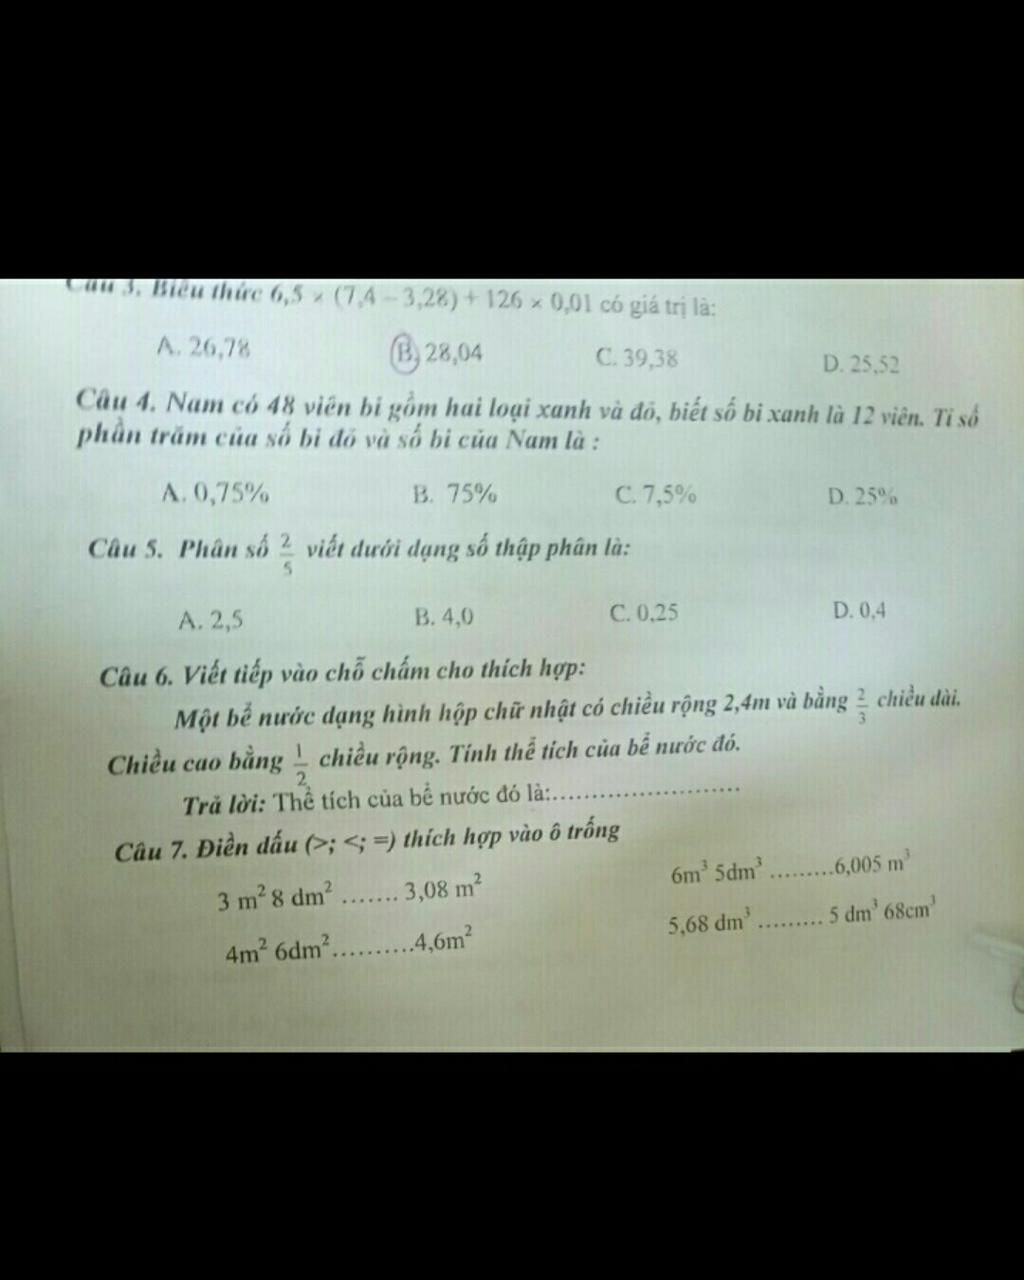 Câu 3. Biểu thức 6,5 × (7,4 – 3,28) + 126 × 0,01 có giá trị là:
A. 26,78 B. 28,04 C. 39,38 D. 25,52
Câu 4. Nam có 48 viên bi gồm hai loại xanh và đỏ, biết số bi xanh là 12 viên. Tỉ số
phần trăm của số bi đỏ và số bi của Nam là :
A. 0,75% B. 75% C. 7,5% D. 25%
Câu 5. Phân số 2/5 viết dưới dạng số thập phân là:
A. 2,5 B. 4,0 C. 0,25 D. 0,4
Câu 6. Viết tiếp vào chỗ chấm cho thích hợp:
Một bể nước dạng hình hộp chữ nhật có chiều rộng 2,4m và bằng 2/3 chiều dài.
Chiều cao bằng 1/2 chiều rộng. Tính thể tích của bể nước đó.
Trả lời: Thể tích của bể nước đó là:........................
Câu 7. Điền dấu (>; <; =) thích hợp vào ô trống
3 m² 8 dm² ....... 3,08 m² 6m³ 5dm³ .........6,005 m³
4m² 6dm²..........4,6m² 5,68 dm³ ......... 5 dm³ 68cm³